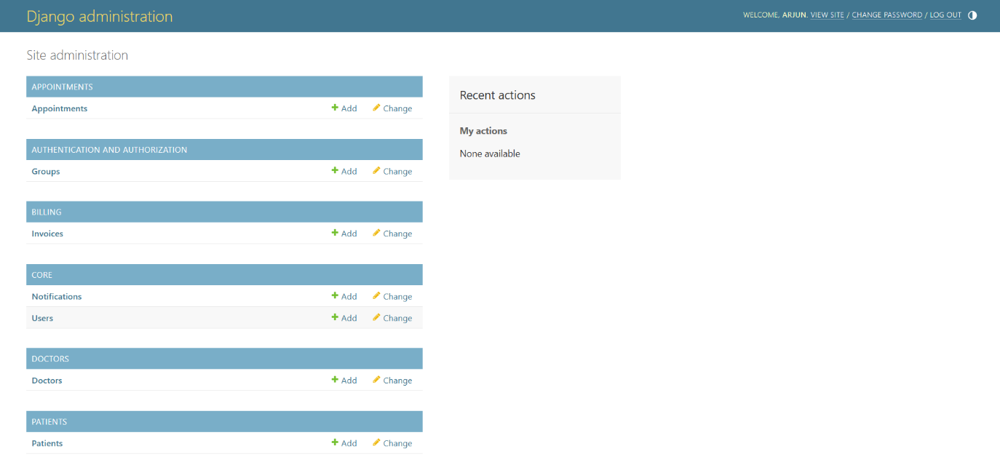 Django administration
WELCOME, ARJUN. VIEW SITE / CHANGE PASSWORD / LOG OUT
Site administration
APPOINTMENTS
Appointments Add Change
AUTHENTICATION AND AUTHORIZATION
Groups Add Change
BILLING
Invoices Add Change
CORE
Notifications Add Change
Users Add Change
DOCTORS
Doctors Add Change
PATIENTS
Patients Add Change
Recent actions
My actions
None available